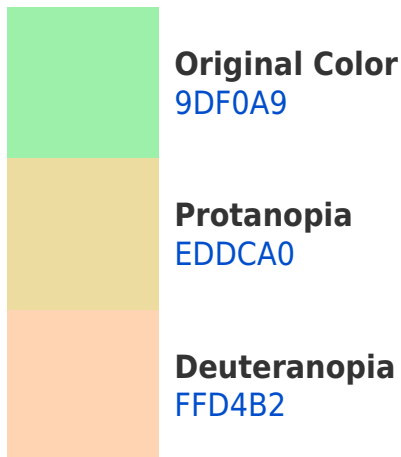 Original Color
9DF0A9
Protanopia
EDDCA0
Deuteranopia
FFD4B2